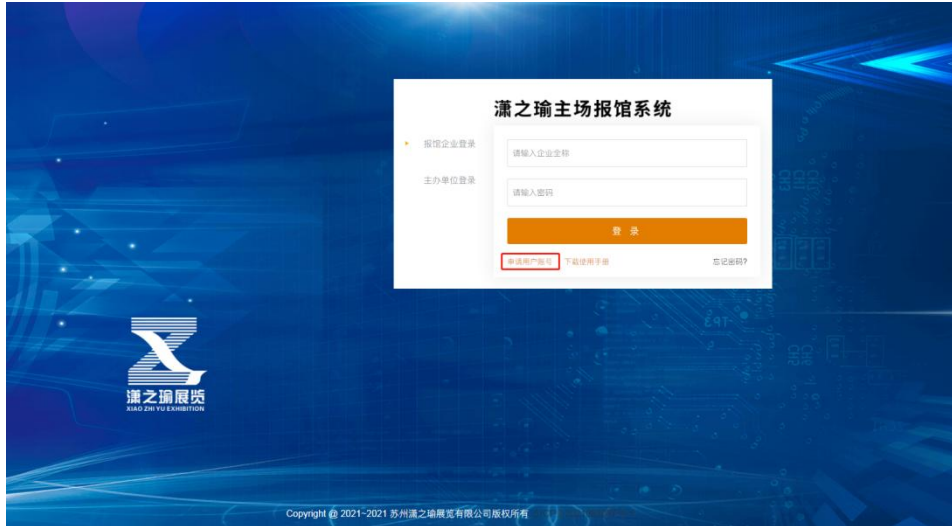 潇之瑜主场报馆系统
报馆企业登录
请输入企业全称
主办单位登录
请输入密码
登 录
申请用户账号 下载使用手册 忘记密码?
潇之瑜展览
XIAO ZHI YU EXHIBITION
Copyright @ 2021-2021 苏州潇之瑜展览有限公司版权所有